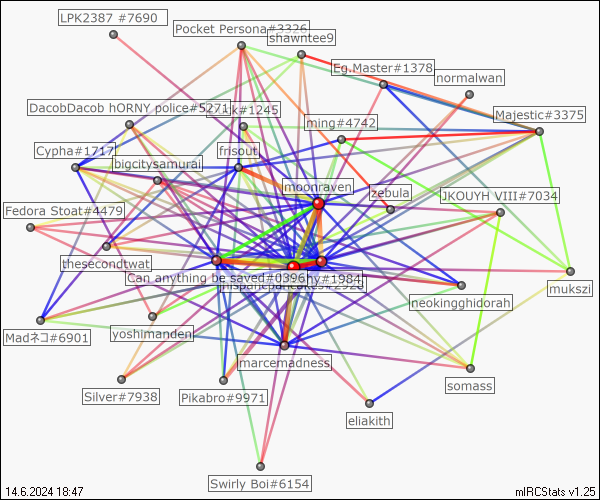 LPK2387 #7690
Pocket Persona#3326
shawntee9
Eg.Master#1378
normalwan
DacobDacob hORNY police#5271
#1245
ming#4742
Majestic#3375
Cypha#1717
frisout
bigcitysamurai
moonraven
zebula
JKOUYH VIII#7034
Fedora Stoat#4479
thesecondtwat
Can anything be saved#0396
#1984
neokingghidorah
mukszi
Madネコ#6901
yoshimanden
marcemadness
somass
Silver#7938
Pikabro#9971
eliakith
Swirly Boi#6154
14.6.2024 18:47
mIRCStats v1.25